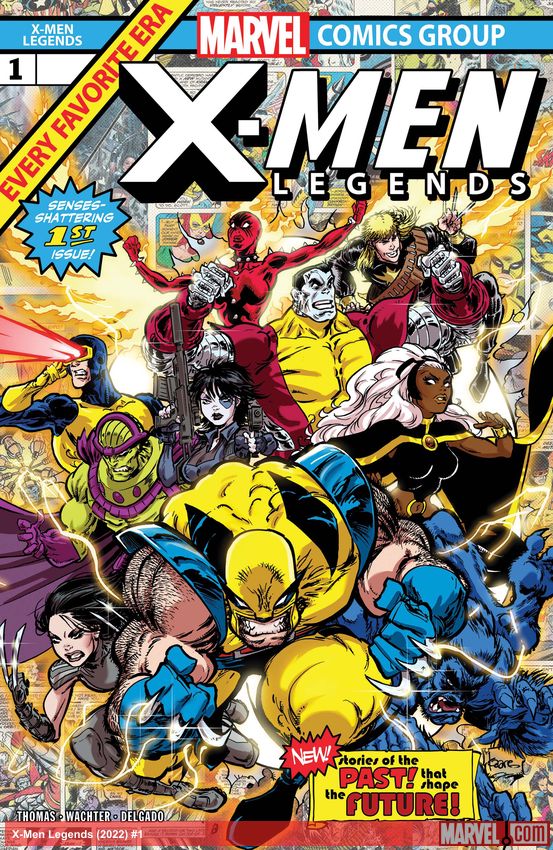 X-MEN
LEGENDS
1
EVERY FAVORITE ERA
MARVEL COMICS GROUP
X-MEN
LEGENDS
SENSES-
SHATTERING
1ST
ISSUE!
NEW!
stories of the
PAST! that
the shape
FUTURE!
THOMAS • WACHTER • DELGADO
X-Men Legends (2022) #1
MARVEL.com